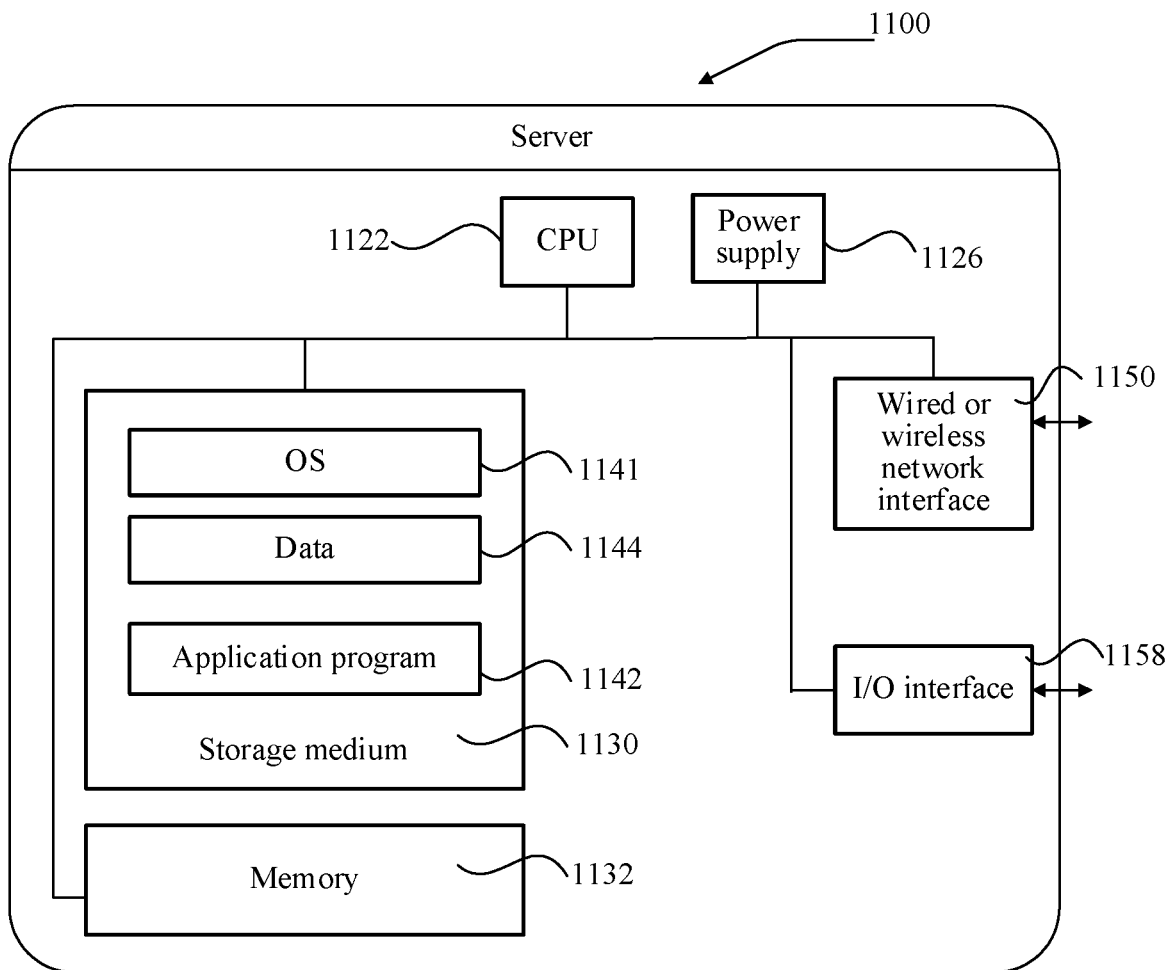 1100
Server
1122
CPU
Power
supply
1126
1150
Wired or
wireless
network
interface
OS
1141
Data
1144
Application program
1142
Storage medium
1130
1158
I/O interface
Memory
1132